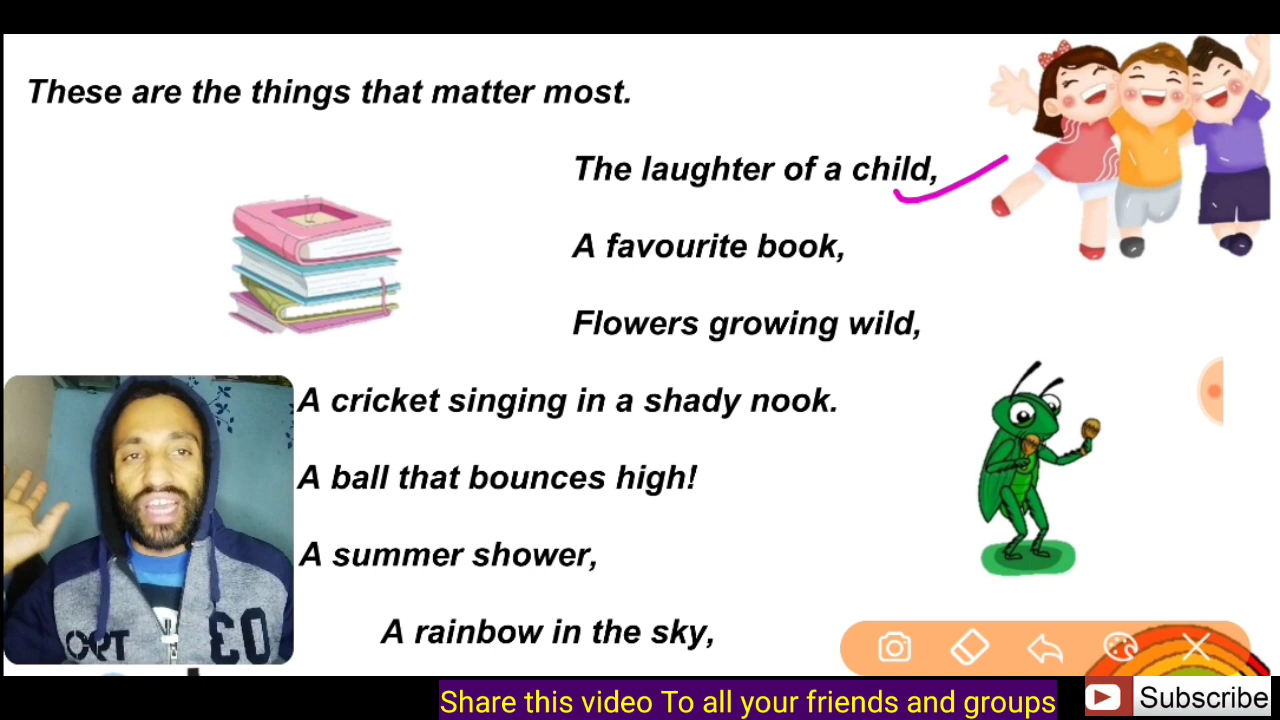 These are the things that matter most.
The laughter of a child,
A favourite book,
Flowers growing wild,
A cricket singing in a shady nook.
A ball that bounces high!
A summer shower,
A rainbow in the sky,
Share this video To all your friends and groups
Subscribe